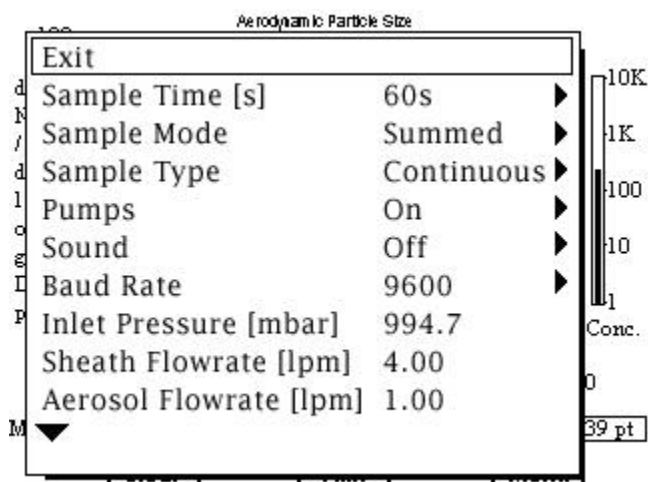 Aerodynamic Particle Size
Exit
Sample Time [s] 60s
Sample Mode Summed
Sample Type Continuous
Pumps On
Sound Off
Baud Rate 9600
Inlet Pressure [mbar] 994.7
Sheath Flowrate [lpm] 4.00
Aerosol Flowrate [lpm] 1.00
10K
1K
100
10
1
Conc.
0
39 pt